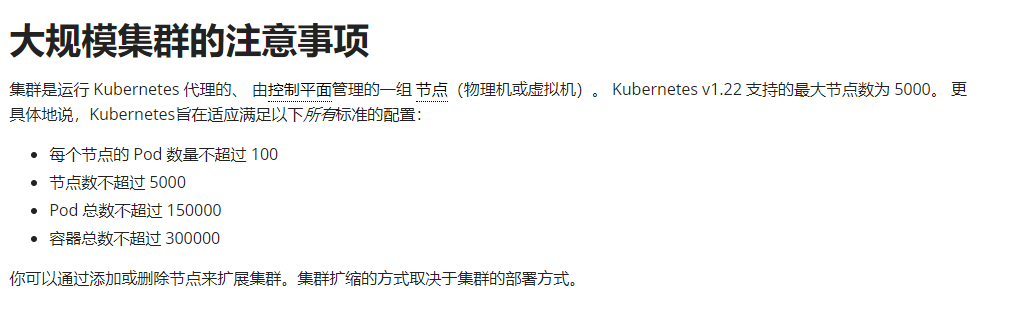 大规模集群的注意事项
集群是运行 Kubernetes 代理的、 由控制平面管理的一组 节点（物理机或虚拟机）。 Kubernetes v1.22 支持的最大节点数为 5000。 更
具体地说，Kubernetes旨在适应满足以下所有标准的配置：
• 每个节点的 Pod 数量不超过 100
• 节点数不超过 5000
• Pod 总数不超过 150000
• 容器总数不超过 300000
你可以通过添加或删除节点来扩展集群。集群扩缩的方式取决于集群的部署方式。